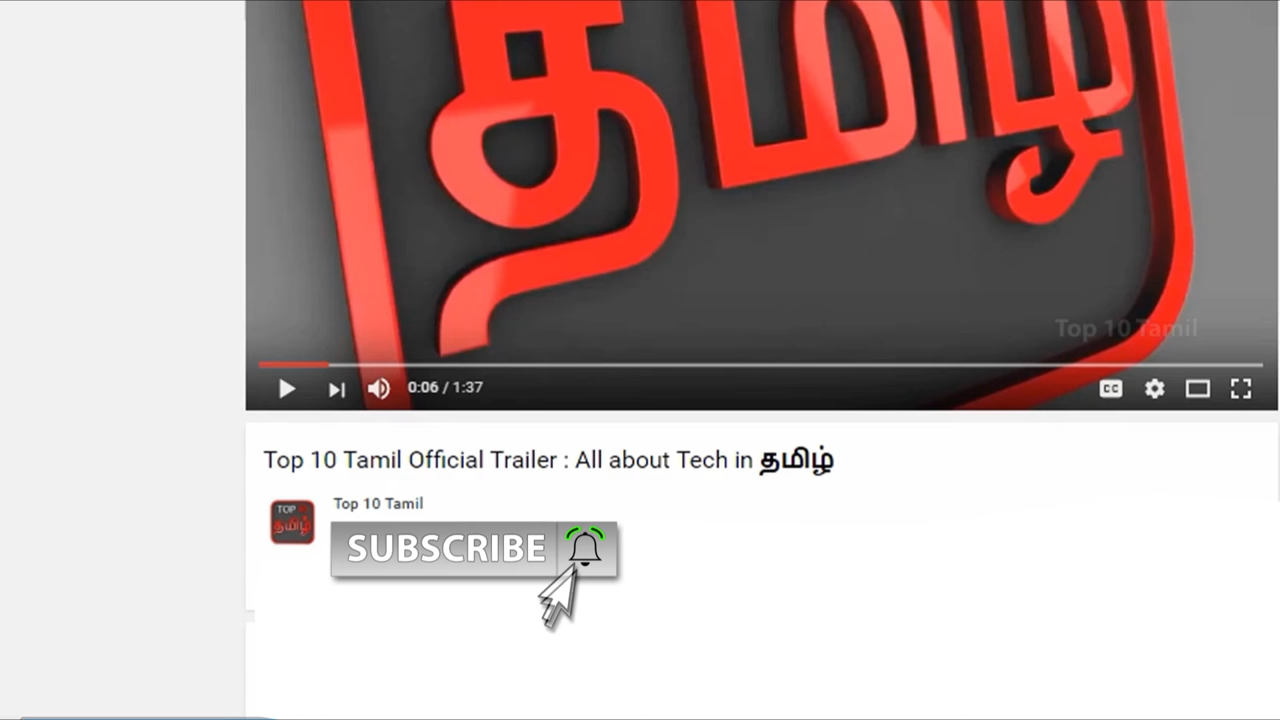 தமிழ்
Top 10 Tamil
0:06 / 1:37
CC
Top 10 Tamil Official Trailer : All about Tech in தமிழ்
Top 10 Tamil
TOP
தமிழ்
SUBSCRIBE